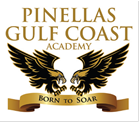 PINELLAS
GULF COAST
ACADEMY
BORN TO SOAR